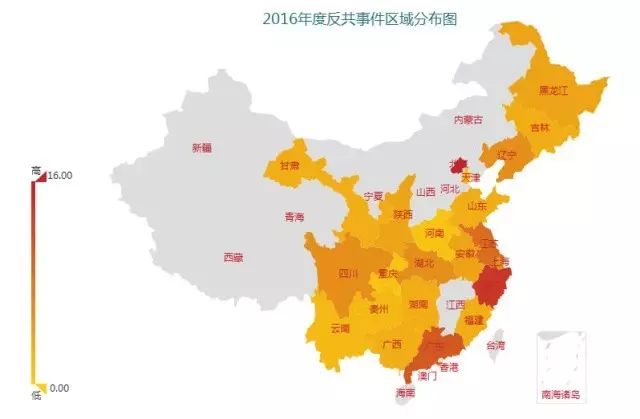 2016年度反共事件区域分布图
黑龙江
内蒙古
吉林
新疆
辽宁
甘肃
天津
高
16.00
宁夏
山西
河北
山东
青海
陕西
河南
江苏
西藏
安徽
上海
四川
重庆
湖北
贵州
湖南
江西
云南
福建
广西
广东
台湾
香港
澳门
低
0.00
海南
南海诸岛